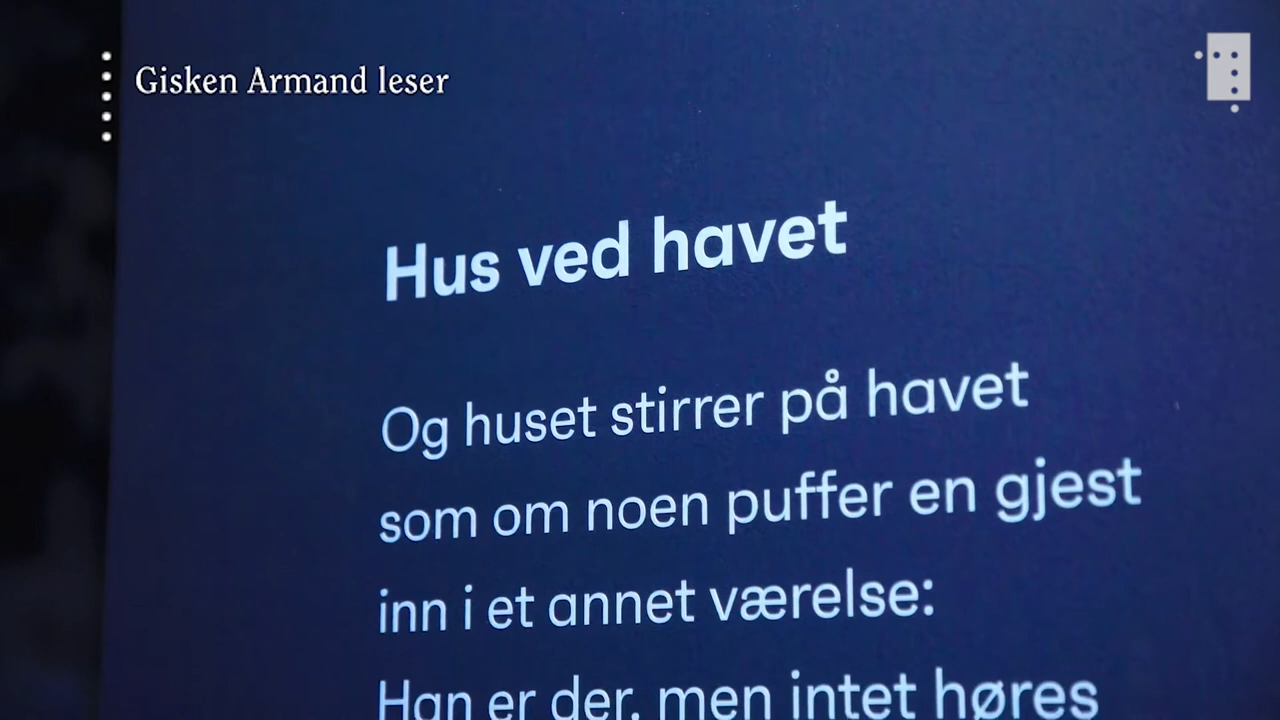 Gisken Armand leser
Hus ved havet
Og huset stirrer på havet
som om noen puffer en gjest
inn i et annet værelse:
Han er der, men intet høres